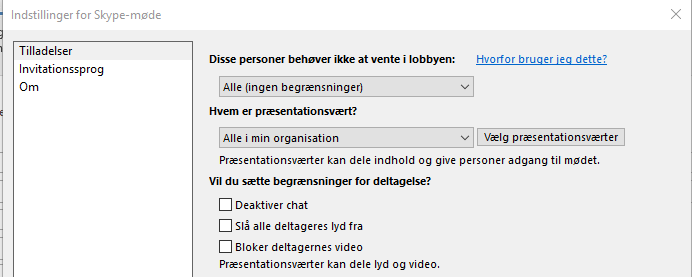 Indstillinger for Skype-møde
Tilladelser
Invitationssprog
Om
Disse personer behøver ikke at vente i lobbyen: Hvorfor bruger jeg dette?
Alle (ingen begrænsninger)
Hvem er præsentationsvært?
Alle i min organisation Vælg præsentationsværter
Præsentationsværter kan dele indhold og give personer adgang til mødet.
Vil du sætte begrænsninger for deltagelse?
Deaktiver chat
Slå alle deltageres lyd fra
Bloker deltagernes video
Præsentationsværter kan dele lyd og video.